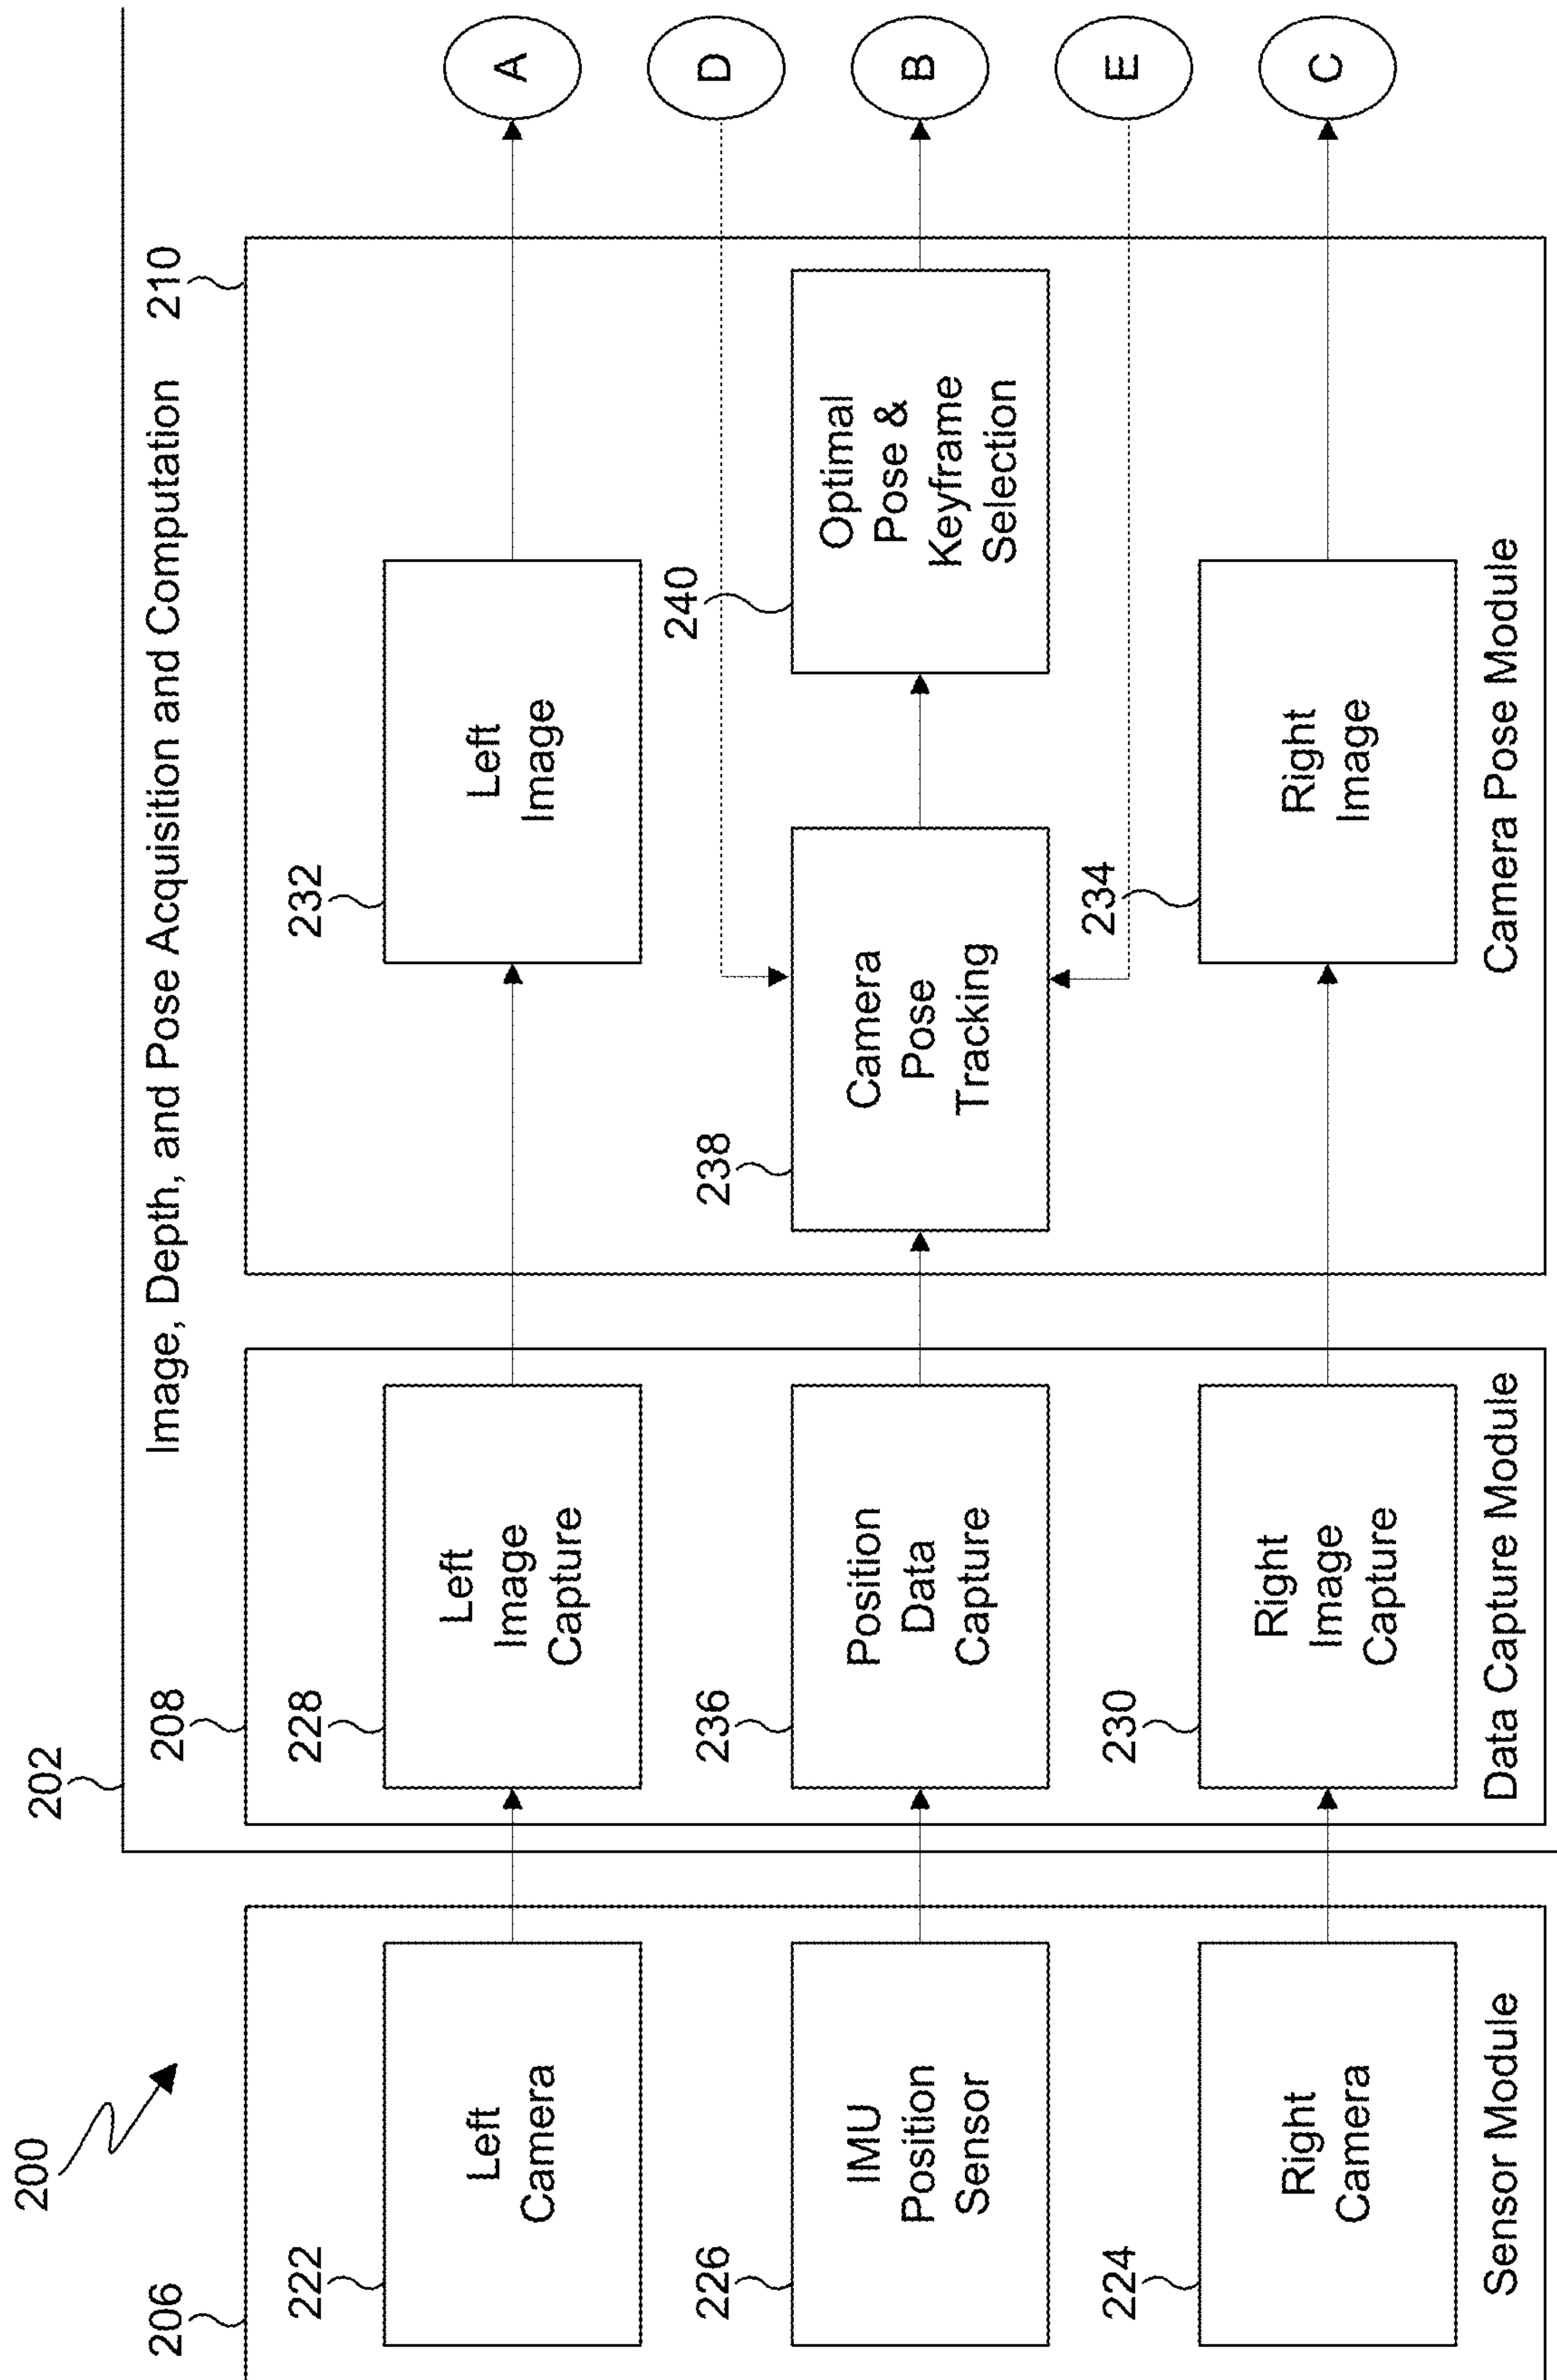 200
202
Image, Depth, and Pose Acquisition and Computation
206
222
Left
Camera
226
IMU
Position
Sensor
224
Right
Camera
Sensor Module
208
228
Left
Image
Capture
236
Position
Data
Capture
230
Right
Image
Capture
Data Capture Module
210
232
Left
Image
238
Camera
Pose
Tracking
240
Optimal
Pose &
Keyframe
Selection
234
Right
Image
Camera Pose Module
A
D
B
E
C